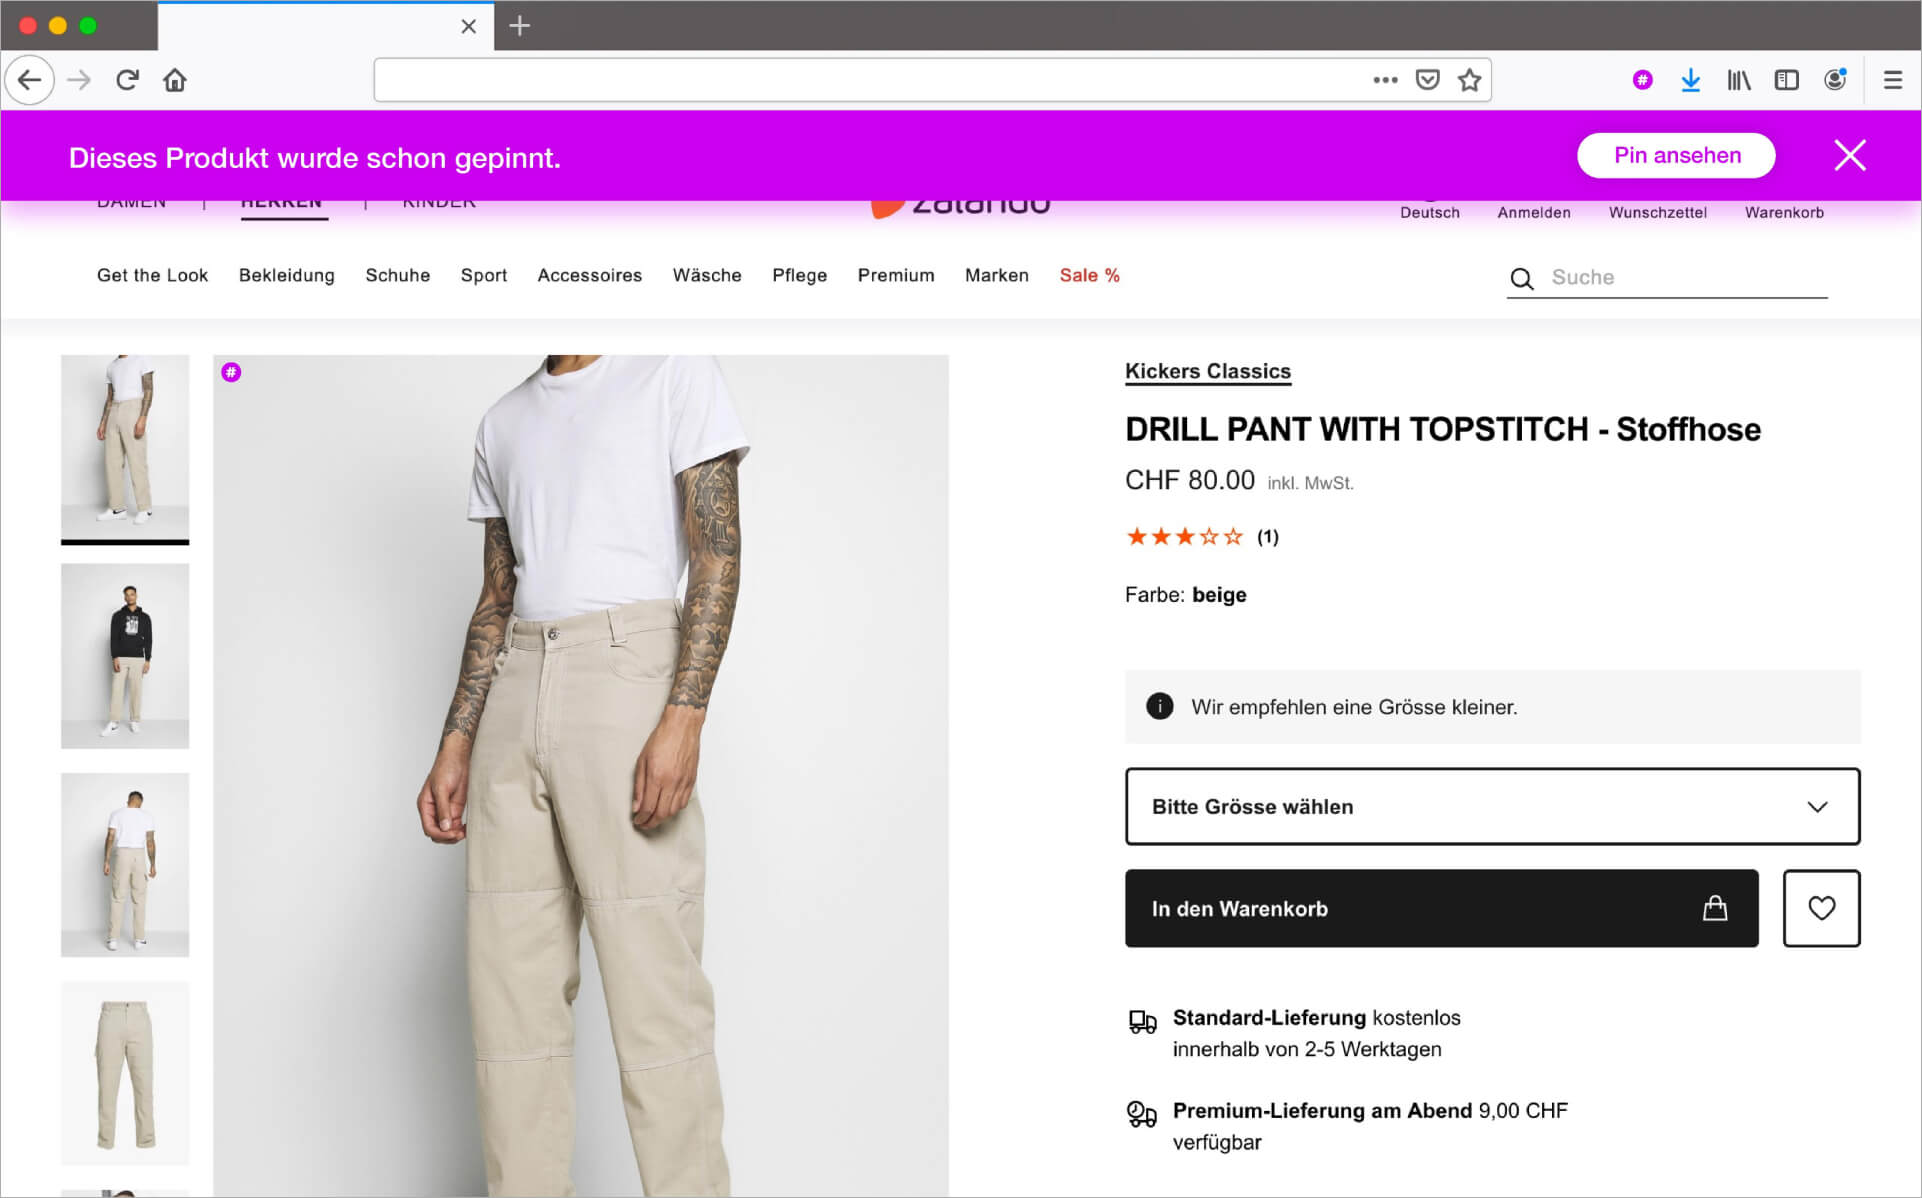 #
Dieses Produkt wurde schon gepinnt.
Pin ansehen
DAMEN | HERREN | KINDER
zalando
Deutsch Anmelden Wunschzettel Warenkorb
Get the Look Bekleidung Schuhe Sport Accessoires Wäsche Pflege Premium Marken Sale %
Suche
#
Kickers Classics
DRILL PANT WITH TOPSTITCH - Stoffhose
CHF 80.00 inkl. MwSt.
(1)
Farbe: beige
Wir empfehlen eine Grösse kleiner.
Bitte Grösse wählen
In den Warenkorb
Standard-Lieferung kostenlos
innerhalb von 2-5 Werktagen
Premium-Lieferung am Abend 9,00 CHF
verfügbar